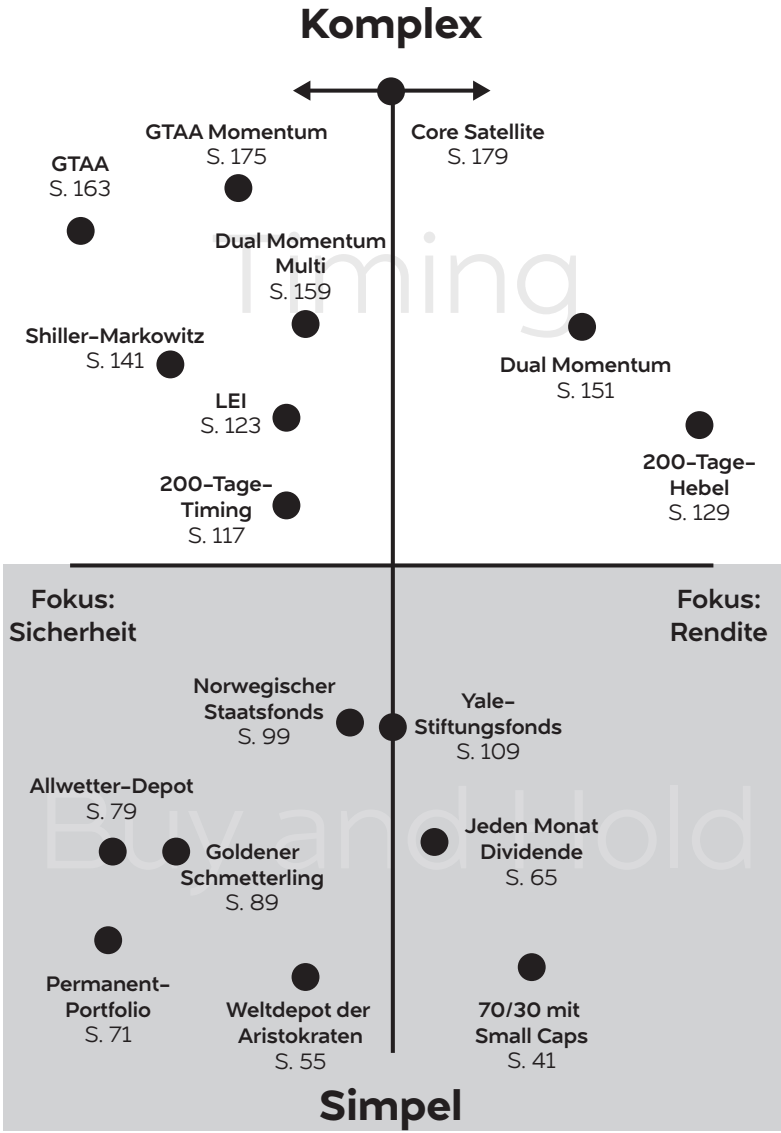 Komplex
GTAA Momentum
S. 175
Core Satellite
S. 179
GTAA
S. 163
Timing
Dual Momentum
Multi
S. 159
Shiller-Markowitz
S. 141
Dual Momentum
S. 151
LEI
S. 123
200-Tage-
Hebel
S. 129
200-Tage-
Timing
S. 117
Fokus:
Sicherheit
Fokus:
Rendite
Norwegischer
Staatsfonds
S. 99
Yale-
Stiftungsfonds
S. 109
Allwetter-Depot
S. 79
Buy and Hold
Goldener
Schmetterling
S. 89
Jeden Monat
Dividende
S. 65
Permanent-
Portfolio
S. 71
Weltdepot der
Aristokraten
S. 55
70/30 mit
Small Caps
S. 41
Simpel